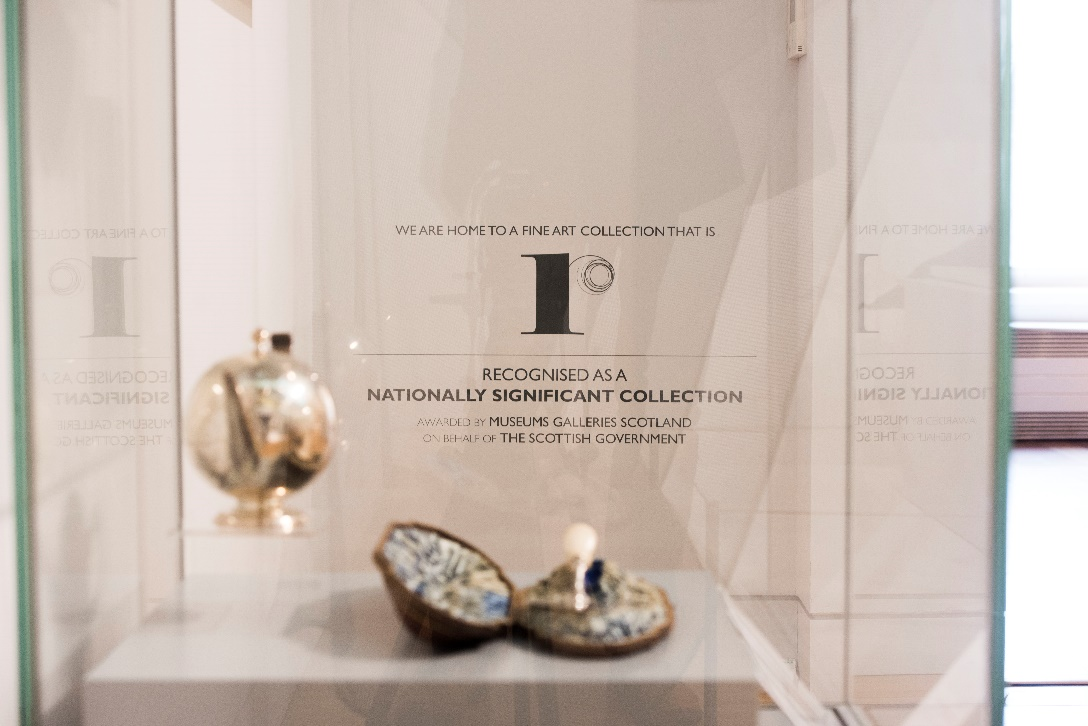 WE ARE HOME TO A FINE ART COLLECTION THAT IS
r
RECOGNISED AS A
NATIONALLY SIGNIFICANT COLLECTION
AWARDED BY MUSEUMS GALLERIES SCOTLAND
ON BEHALF OF THE SCOTTISH GOVERNMENT